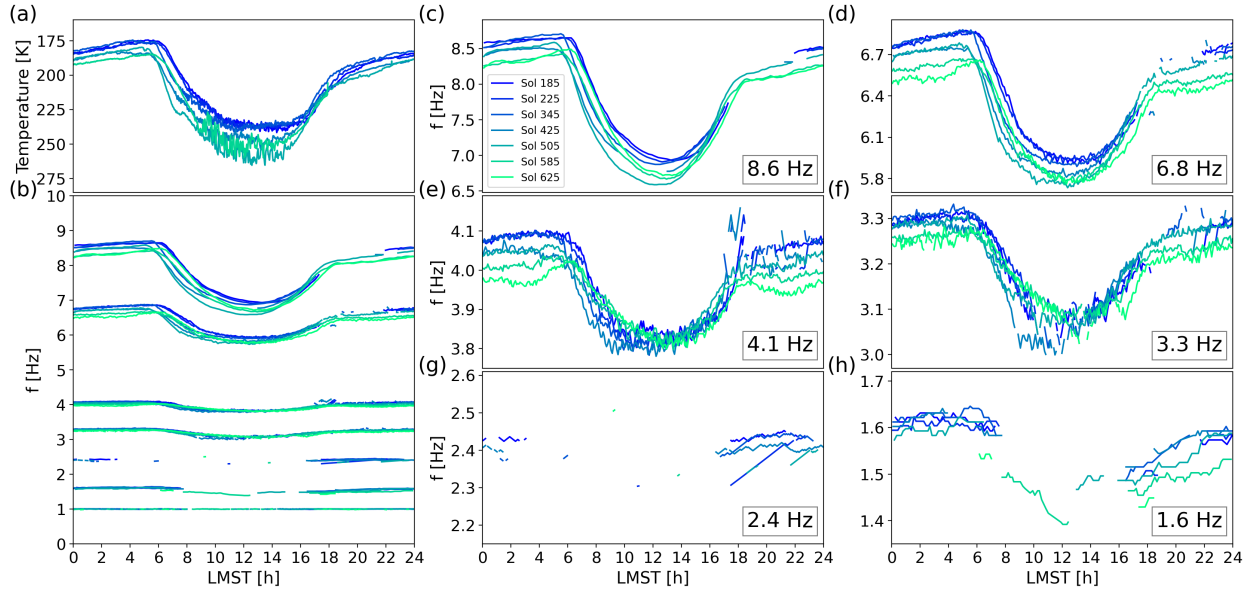 (a)
175
200
225
250
275
Temperature [K]
(b)
10
9
8
7
6
5
4
3
2
1
0
f [Hz]
0 2 4 6 8 10 12 14 16 18 20 22 24
LMST [h]
(c)
8.5
8.0
7.5
7.0
6.5
f [Hz]
Sol 185
Sol 225
Sol 345
Sol 425
Sol 505
Sol 585
Sol 625
8.6 Hz
(d)
6.7
6.4
6.1
5.8
6.8 Hz
(e)
4.1
4.0
3.9
3.8
f [Hz]
4.1 Hz
(f)
3.3
3.2
3.1
3.0
3.3 Hz
(g)
2.6
2.5
2.4
2.3
2.2
f [Hz]
2.4 Hz
0 2 4 6 8 10 12 14 16 18 20 22 24
LMST [h]
(h)
1.7
1.6
1.5
1.4
1.6 Hz
0 2 4 6 8 10 12 14 16 18 20 22 24
LMST [h]